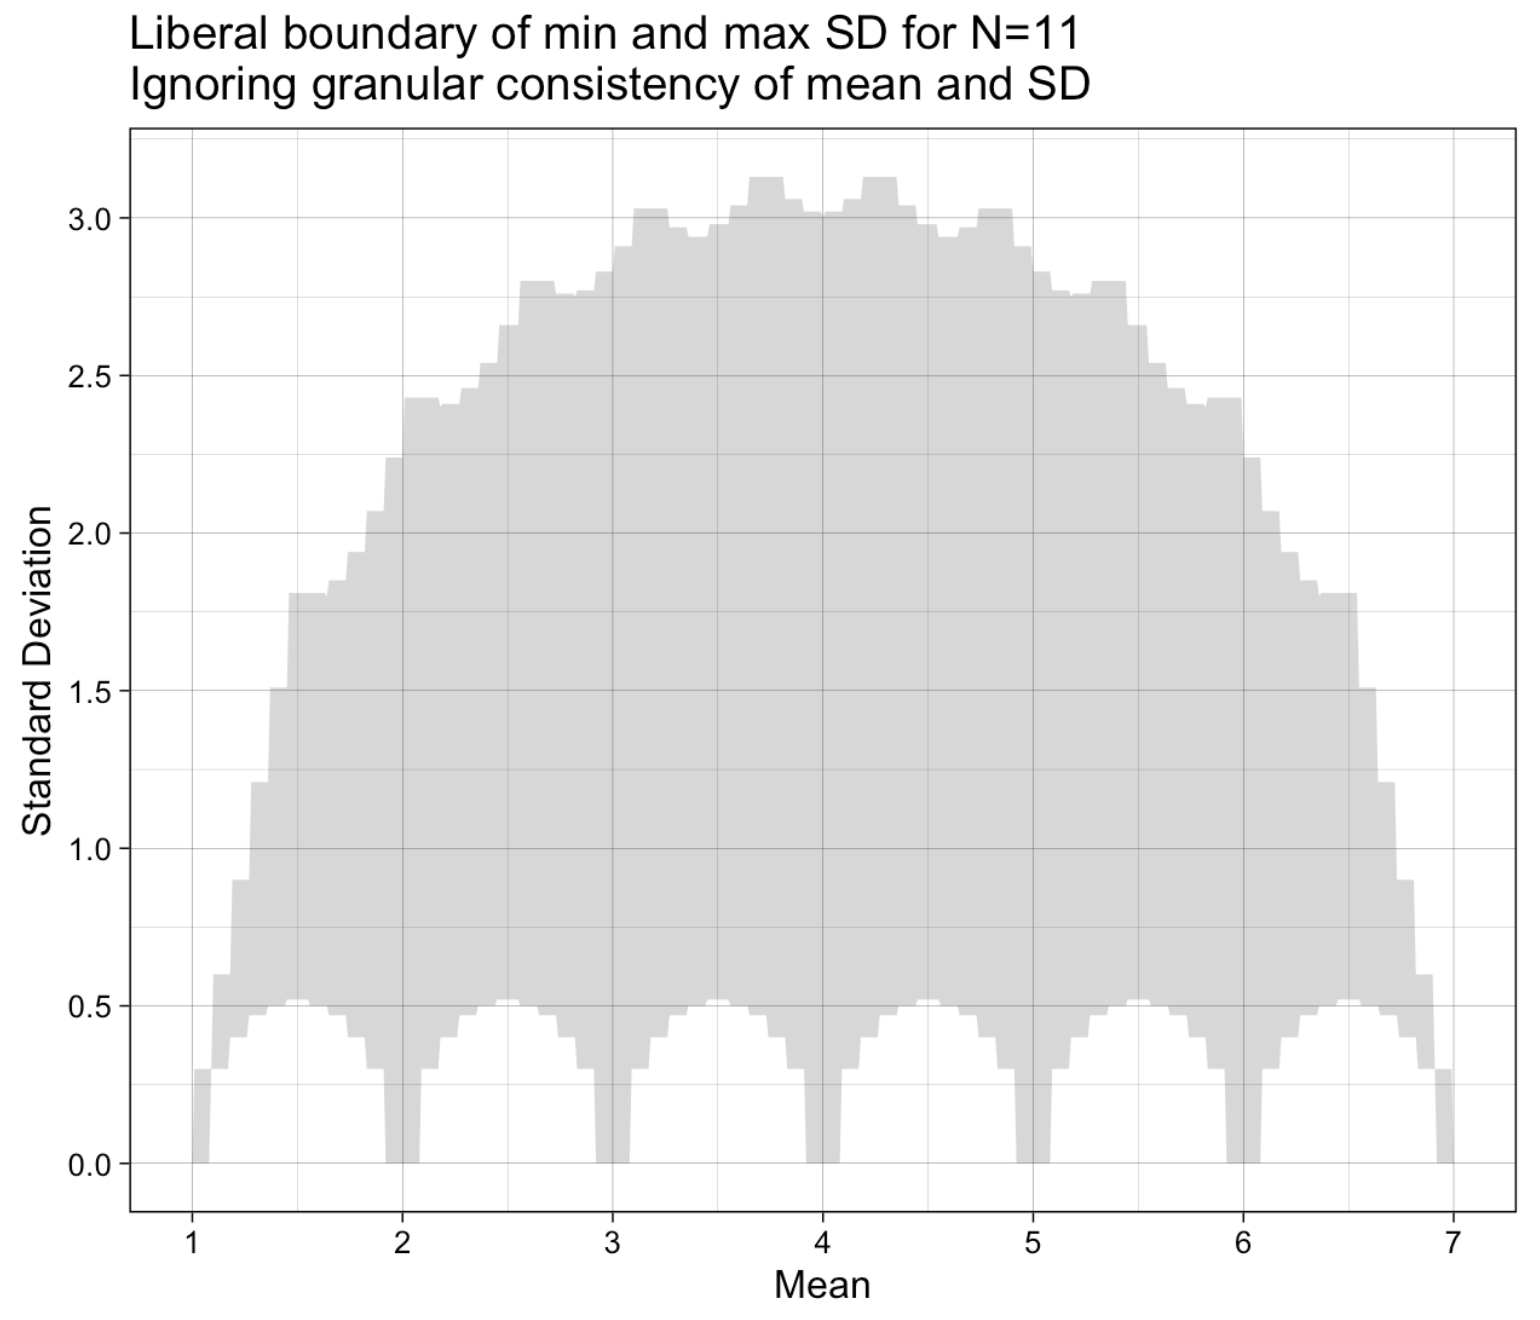 Liberal boundary of min and max SD for N=11
Ignoring granular consistency of mean and SD
Standard Deviation
3.0
2.5
2.0
1.5
1.0
0.5
0.0
1 2 3 4 5 6 7
Mean